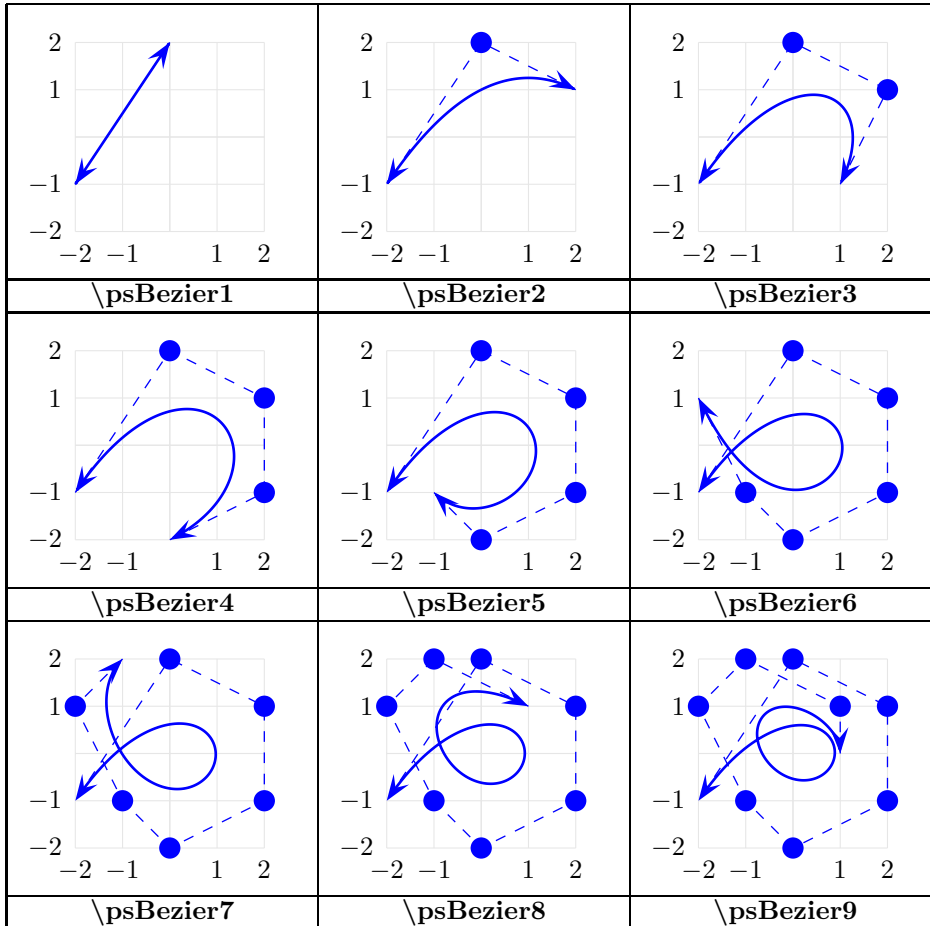 2 2 2
1 1 1
−1 −1 −1
−2 −2 −2
−2 −1 1 2 −2 −1 1 2 −2 −1 1 2
\psBezier1 \psBezier2 \psBezier3
2 2 2
1 1 1
−1 −1 −1
−2 −2 −2
−2 −1 1 2 −2 −1 1 2 −2 −1 1 2
\psBezier4 \psBezier5 \psBezier6
2 2 2
1 1 1
−1 −1 −1
−2 −2 −2
−2 −1 1 2 −2 −1 1 2 −2 −1 1 2
\psBezier7 \psBezier8 \psBezier9